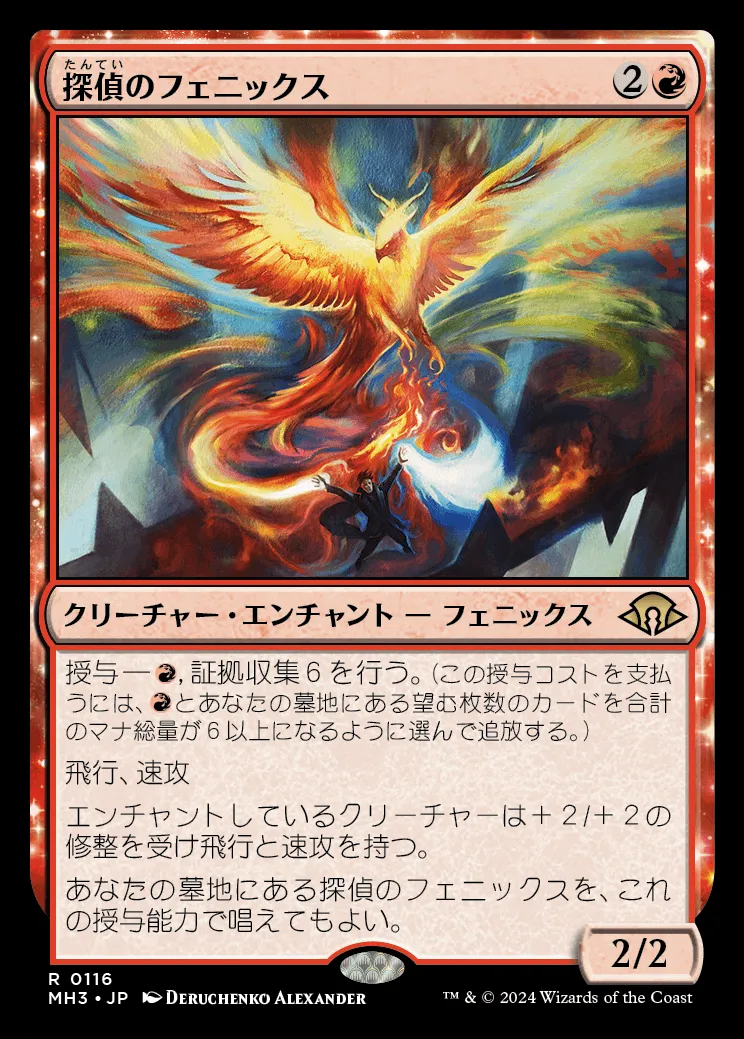 たんてい
探偵のフェニックス 2
クリーチャー・エンチャント ― フェニックス
授与―, 証拠収集６を行う。（この授与コストを支払
うには、とあなたの墓地にある望む枚数のカードを合計
のマナ総量が６以上になるように選んで追放する。）
飛行、速攻
エンチャントしているクリーチャーは＋２/＋２の
修整を受け飛行と速攻を持つ。
あなたの墓地にある探偵のフェニックスを、これ
の授与能力で唱えてもよい。
2/2
R 0116
MH3 • JP DERUCHENKO ALEXANDER
™ & © 2024 Wizards of the Coast